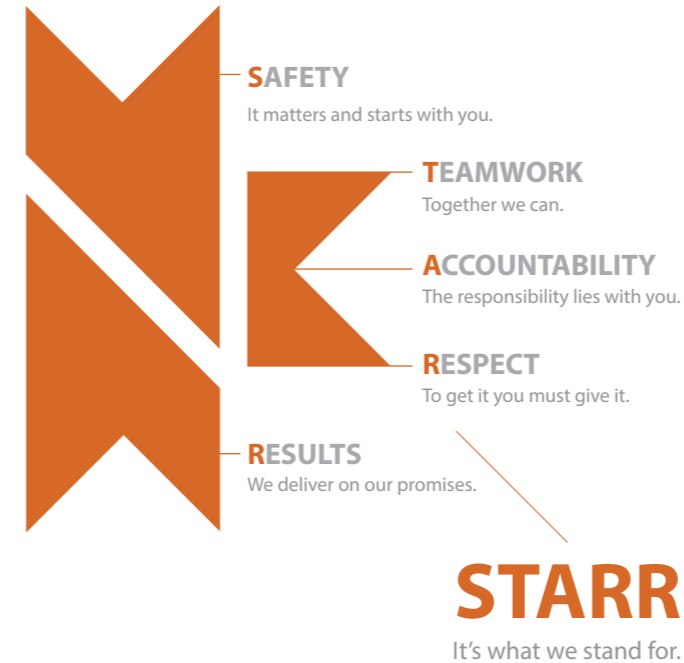 SAFETY
It matters and starts with you.
TEAMWORK
Together we can.
ACCOUNTABILITY
The responsibility lies with you.
RESPECT
To get it you must give it.
RESULTS
We deliver on our promises.
STARR
It’s what we stand for.